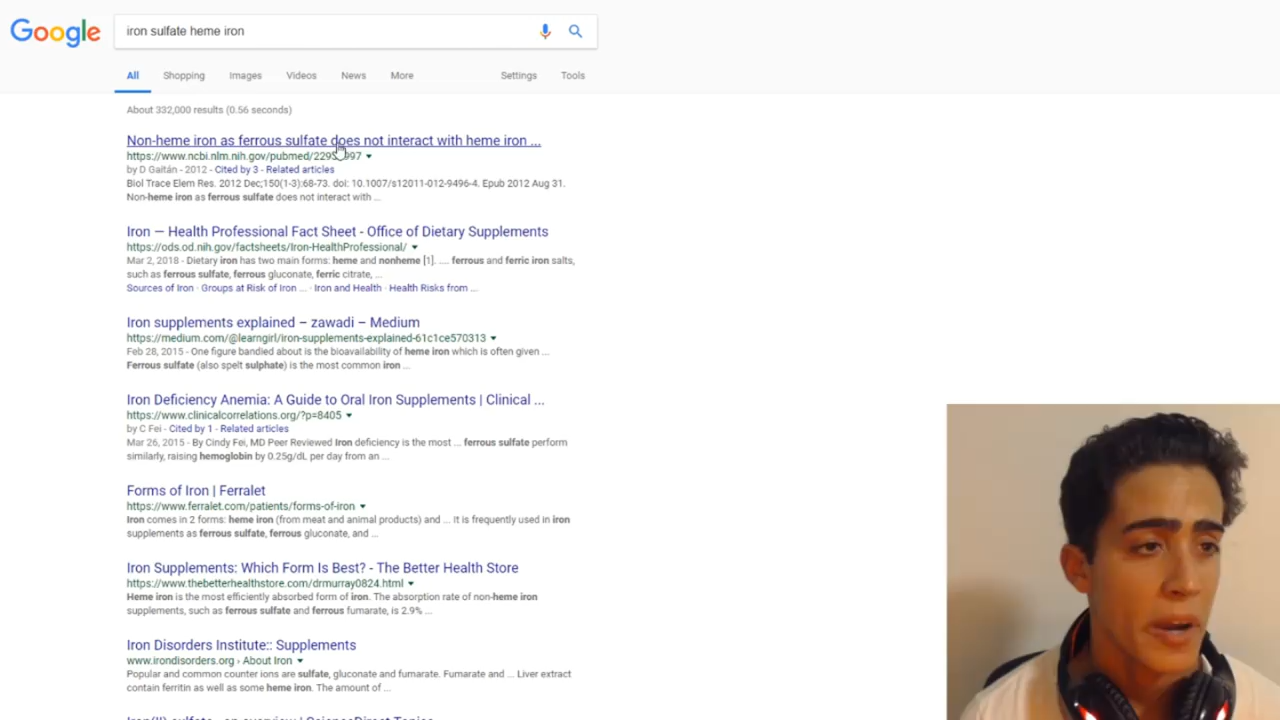 Google
iron sulfate heme iron
All Shopping Images Videos News More Settings Tools
About 332,000 results (0.56 seconds)
Non-heme iron as ferrous sulfate does not interact with heme iron ...
https://www.ncbi.nlm.nih.gov/pubmed/
by D Gaitán - 2012 - Cited by 3 - Related articles
Biol Trace Elem Res. 2012 Dec;150(1-3):68-73. doi: 10.1007/s12011-012-9496-4. Epub 2012 Aug 31.
Non-heme iron as ferrous sulfate does not interact with ...
Iron — Health Professional Fact Sheet - Office of Dietary Supplements
https://ods.od.nih.gov/factsheets/Iron-HealthProfessional/
Mar 2, 2018 - Dietary iron has two main forms: heme and nonheme [1]. .... ferrous and ferric iron salts,
such as ferrous sulfate, ferrous gluconate, ferric citrate, ...
Sources of Iron · Groups at Risk of Iron ... · Iron and Health · Health Risks from ...
Iron supplements explained – zawadi – Medium
https://medium.com/@learngirl/iron-supplements-explained-61c1ce570313
Feb 28, 2015 - One figure bandied about is the bioavailability of heme iron which is often given ...
Ferrous sulfate (also spelt sulphate) is the most common iron ...
Iron Deficiency Anemia: A Guide to Oral Iron Supplements | Clinical ...
https://www.clinicalcorrelations.org/?p=8405
by C Fei - Cited by 1 - Related articles
Mar 26, 2015 - By Cindy Fei, MD Peer Reviewed Iron deficiency is the most ... ferrous sulfate perform
similarly, raising hemoglobin by 0.25g/dL per day from an ...
Forms of Iron | Ferralet
https://www.ferralet.com/patients/forms-of-iron
Iron comes in 2 forms: heme iron (from meat and animal products) and ... It is frequently used in iron
supplements as ferrous sulfate, ferrous gluconate, and ...
Iron Supplements: Which Form Is Best? - The Better Health Store
https://www.thebetterhealthstore.com/drmurray0824.html
Heme iron is the most efficiently absorbed form of iron. The absorption rate of non-heme iron
supplements, such as ferrous sulfate and ferrous fumarate, is 2.9% ...
Iron Disorders Institute:: Supplements
www.irondisorders.org › About Iron
Popular and common counter ions are sulfate, gluconate and fumarate. Fumarate and ... Liver extract
contain ferritin as well as some heme iron. The amount of ...
Iron(II) sulfate - an overview | ScienceDirect Topics